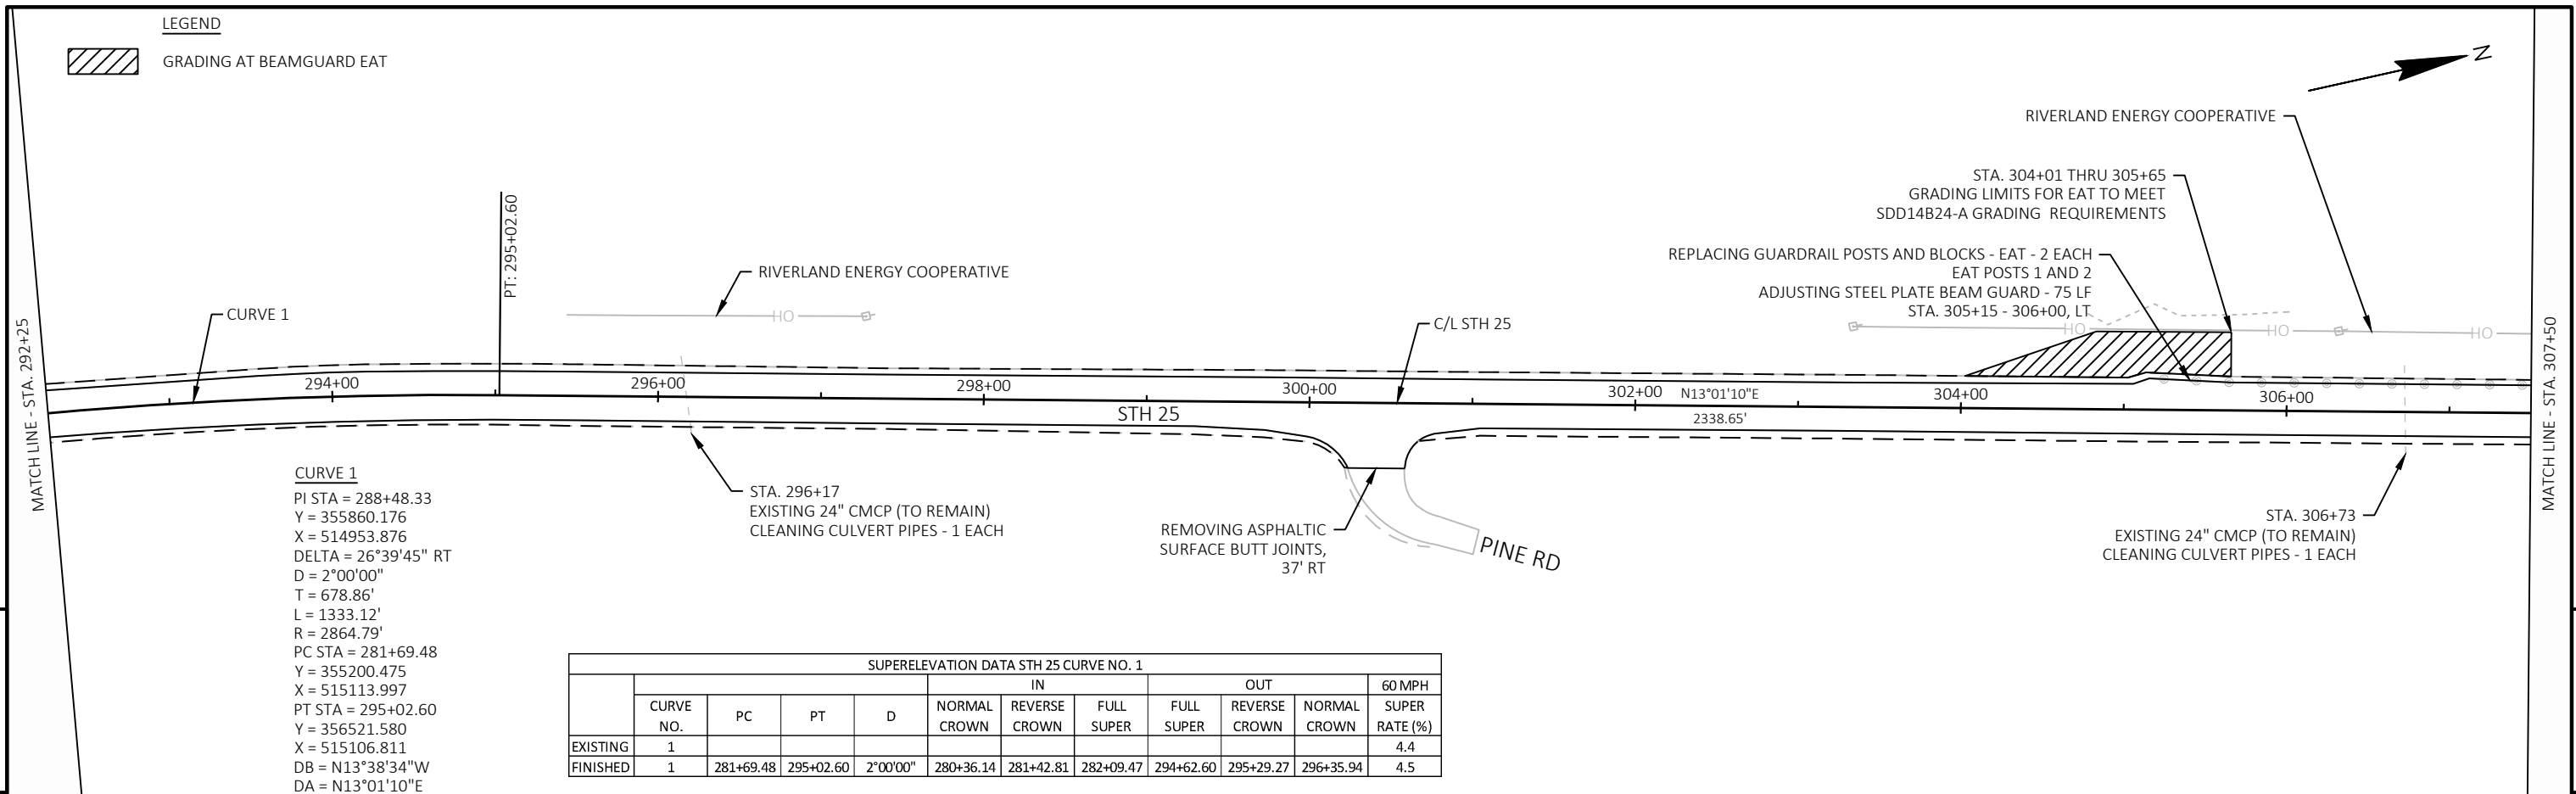 LEGEND
GRADING AT BEAMGUARD EAT
N
RIVERLAND ENERGY COOPERATIVE
STA. 304+01 THRU 305+65
GRADING LIMITS FOR EAT TO MEET
SDD14B24-A GRADING REQUIREMENTS
REPLACING GUARDRAIL POSTS AND BLOCKS - EAT - 2 EACH
EAT POSTS 1 AND 2
ADJUSTING STEEL PLATE BEAM GUARD - 75 LF
STA. 305+15 - 306+00, LT
PT: 295+02.60
RIVERLAND ENERGY COOPERATIVE
HO
CURVE 1
C/L STH 25
HO
HO
HO
MATCH LINE - STA. 292+25
294+00
296+00
298+00
300+00
302+00
N13°01'10"E
304+00
306+00
STH 25
2338.65'
MATCH LINE - STA. 307+50
CURVE 1
PI STA = 288+48.33
Y = 355860.176
X = 514953.876
DELTA = 26°39'45" RT
D = 2°00'00"
T = 678.86'
L = 1333.12'
R = 2864.79'
PC STA = 281+69.48
Y = 355200.475
X = 515113.997
PT STA = 295+02.60
Y = 356521.580
X = 515106.811
DB = N13°38'34"W
DA = N13°01'10"E
STA. 296+17
EXISTING 24" CMCP (TO REMAIN)
CLEANING CULVERT PIPES - 1 EACH
REMOVING ASPHALTIC
SURFACE BUTT JOINTS,
37' RT
PINE RD
STA. 306+73
EXISTING 24" CMCP (TO REMAIN)
CLEANING CULVERT PIPES - 1 EACH
SUPERELEVATION DATA STH 25 CURVE NO. 1
IN OUT 60 MPH
CURVE NO. PC PT D NORMAL CROWN REVERSE CROWN FULL SUPER FULL SUPER REVERSE CROWN NORMAL CROWN SUPER RATE (%)
EXISTING 1 4.4
FINISHED 1 281+69.48 295+02.60 2°00'00" 280+36.14 281+42.81 282+09.47 294+62.60 295+29.27 296+35.94 4.5